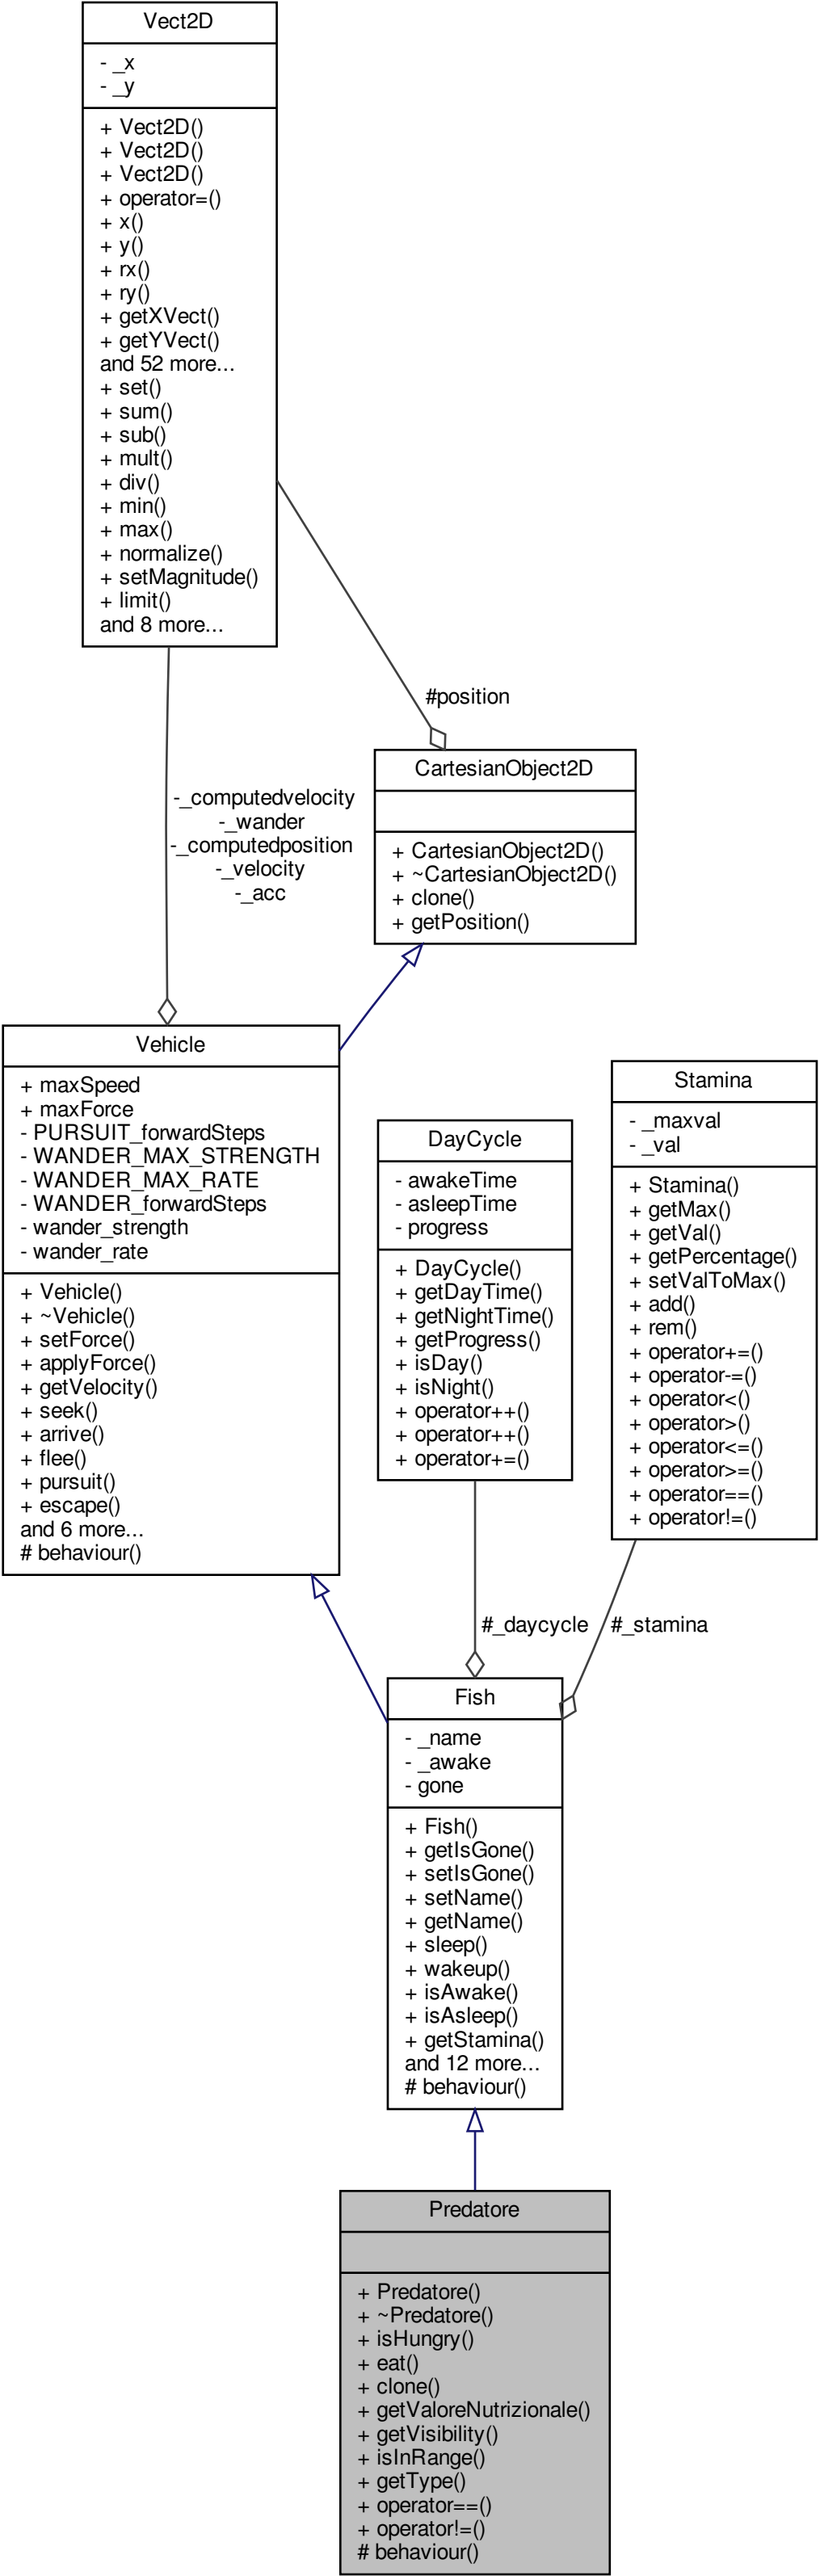 Vect2D
- _x
- _y
+ Vect2D()
+ Vect2D()
+ Vect2D()
+ operator=()
+ x()
+ y()
+ rx()
+ ry()
+ getXVect()
+ getYVect()
and 52 more...
+ set()
+ sum()
+ sub()
+ mult()
+ div()
+ min()
+ max()
+ normalize()
+ setMagnitude()
+ limit()
and 8 more...
#position
CartesianObject2D
+ CartesianObject2D()
+ ~CartesianObject2D()
+ clone()
+ getPosition()
-_computedvelocity
-_wander
-_computedposition
-_velocity
-_acc
Vehicle
+ maxSpeed
+ maxForce
- PURSUIT_forwardSteps
- WANDER_MAX_STRENGTH
- WANDER_MAX_RATE
- WANDER_forwardSteps
- wander_strength
- wander_rate
+ Vehicle()
+ ~Vehicle()
+ setForce()
+ applyForce()
+ getVelocity()
+ seek()
+ arrive()
+ flee()
+ pursuit()
+ escape()
and 6 more...
# behaviour()
DayCycle
- awakeTime
- asleepTime
- progress
+ DayCycle()
+ getDayTime()
+ getNightTime()
+ getProgress()
+ isDay()
+ isNight()
+ operator++()
+ operator++()
+ operator+=()
Stamina
- _maxval
- _val
+ Stamina()
+ getMax()
+ getVal()
+ getPercentage()
+ setValToMax()
+ add()
+ rem()
+ operator+=()
+ operator-=()
+ operator<()
+ operator>()
+ operator<=()
+ operator>=()
+ operator==()
+ operator!=()
#_daycycle
#_stamina
Fish
- _name
- _awake
- gone
+ Fish()
+ getIsGone()
+ setIsGone()
+ setName()
+ getName()
+ sleep()
+ wakeup()
+ isAwake()
+ isAsleep()
+ getStamina()
and 12 more...
# behaviour()
Predatore
+ Predatore()
+ ~Predatore()
+ isHungry()
+ eat()
+ clone()
+ getValoreNutrizionale()
+ getVisibility()
+ isInRange()
+ getType()
+ operator==()
+ operator!=()
# behaviour()